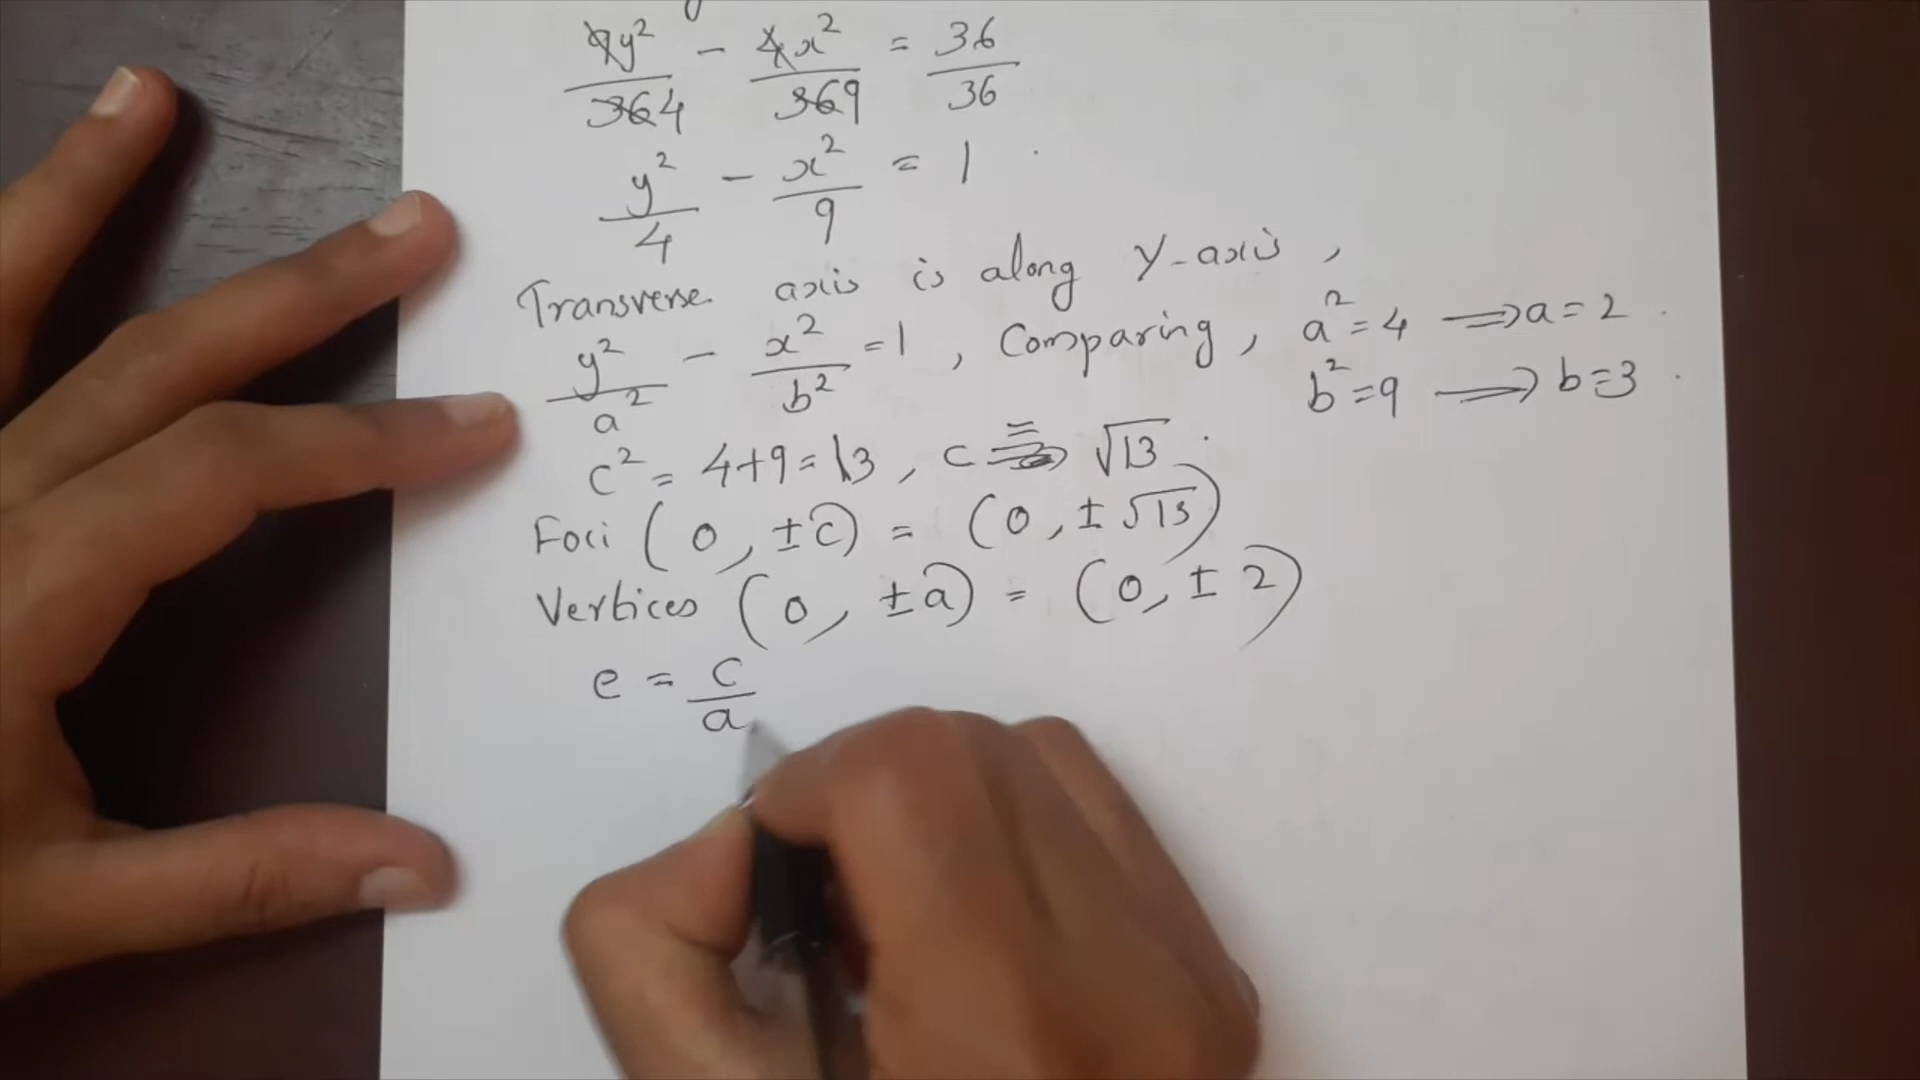 9y² / 36 4 - 4x² / 36 9 = 36 / 36
y² / 4 - x² / 9 = 1
Transverse axis is along Y-axis,
y² / a² - x² / b² = 1, Comparing, a² = 4 ⟹ a = 2
b² = 9 ⟹ b = 3
c² = 4+9 = 13, c = √13
Foci (0, ±c) = (0, ±√13)
Vertices (0, ±a) = (0, ±2)
e = c / a